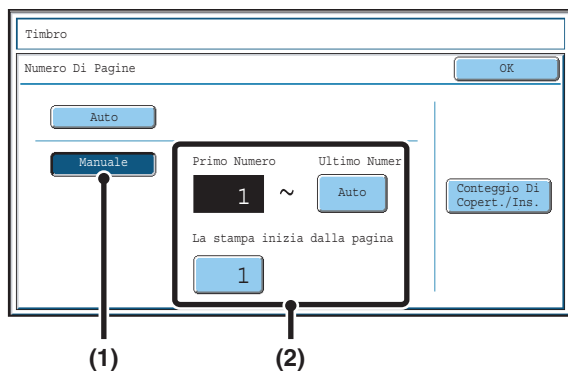 Timbro
Numero Di Pagine
OK
Auto
Manuale
Primo Numero
Ultimo Numer
1 ~ Auto
La stampa inizia dalla pagina
1
Conteggio Di
Copert./Ins.
(1)
(2)